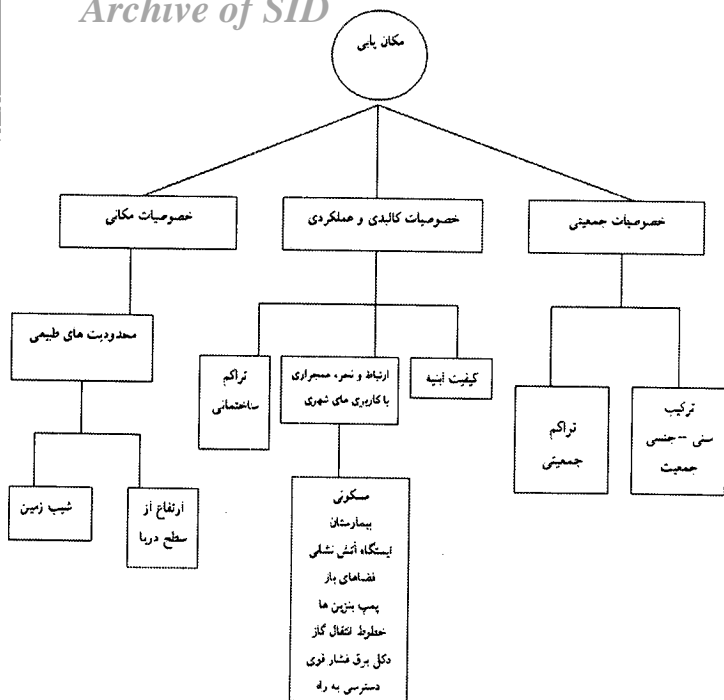 Archive of SID
مکان یابی
خصوصیات جمعیتی
خصوصیات کالبدی و عملکردی
خصوصیات مکانی
محدودیت های طبیعی
کیفیت ابنیه
ارتباط و نحوه همجواری
با کاربری های شهری
تراکم
ساختمانی
ترکیب
سنی - جنسی
جمعیت
تراکم
جمعیتی
ارتفاع از
سطح دریا
شیب زمین
مسکونی
بیمارستان
ایستگاه آتش نشانی
فضاهای باز
پمپ بنزین ها
خطوط انتقال گاز
دکل برق فشار قوی
دسترسی به راه